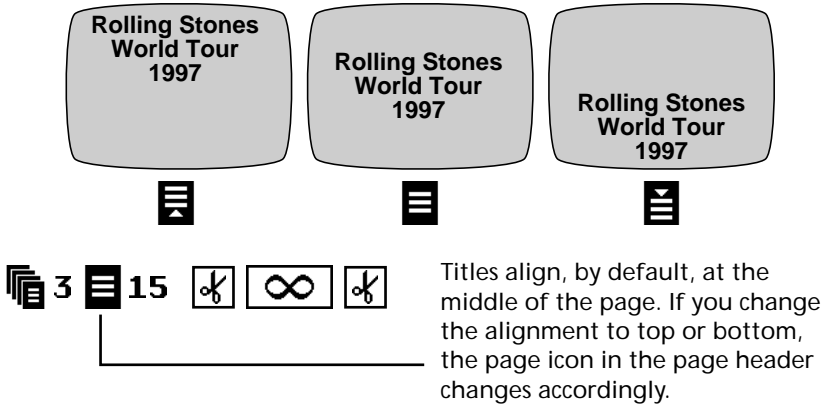 Rolling Stones
World Tour
1997
Rolling Stones
World Tour
1997
Rolling Stones
World Tour
1997
3 15 ∞
Titles align, by default, at the
middle of the page. If you change
the alignment to top or bottom,
the page icon in the page header
changes accordingly.